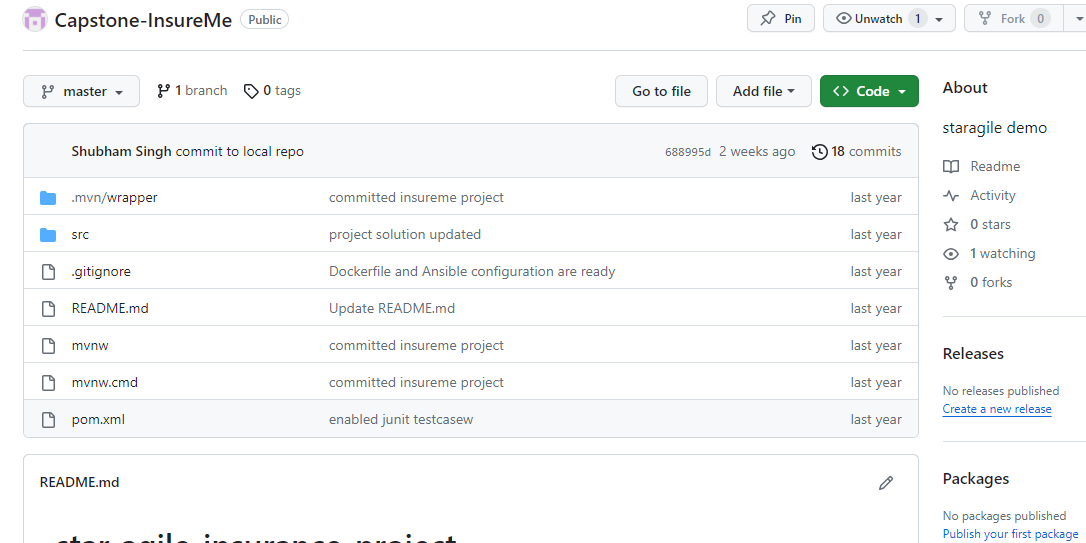 Capstone-InsureMe Public Pin Unwatch 1 Fork 0
master 1 branch 0 tags Go to file Add file Code
Shubham Singh commit to local repo 688995d 2 weeks ago 18 commits
.mvn/wrapper committed insureme project last year
src project solution updated last year
.gitignore Dockerfile and Ansible configuration are ready last year
README.md Update README.md last year
mvnw committed insureme project last year
mvnw.cmd committed insureme project last year
pom.xml enabled junit testcasew last year
README.md
star-agile-insurance-project
About
staragile demo
Readme
Activity
0 stars
1 watching
0 forks
Releases
No releases published
Create a new release
Packages
No packages published
Publish your first package